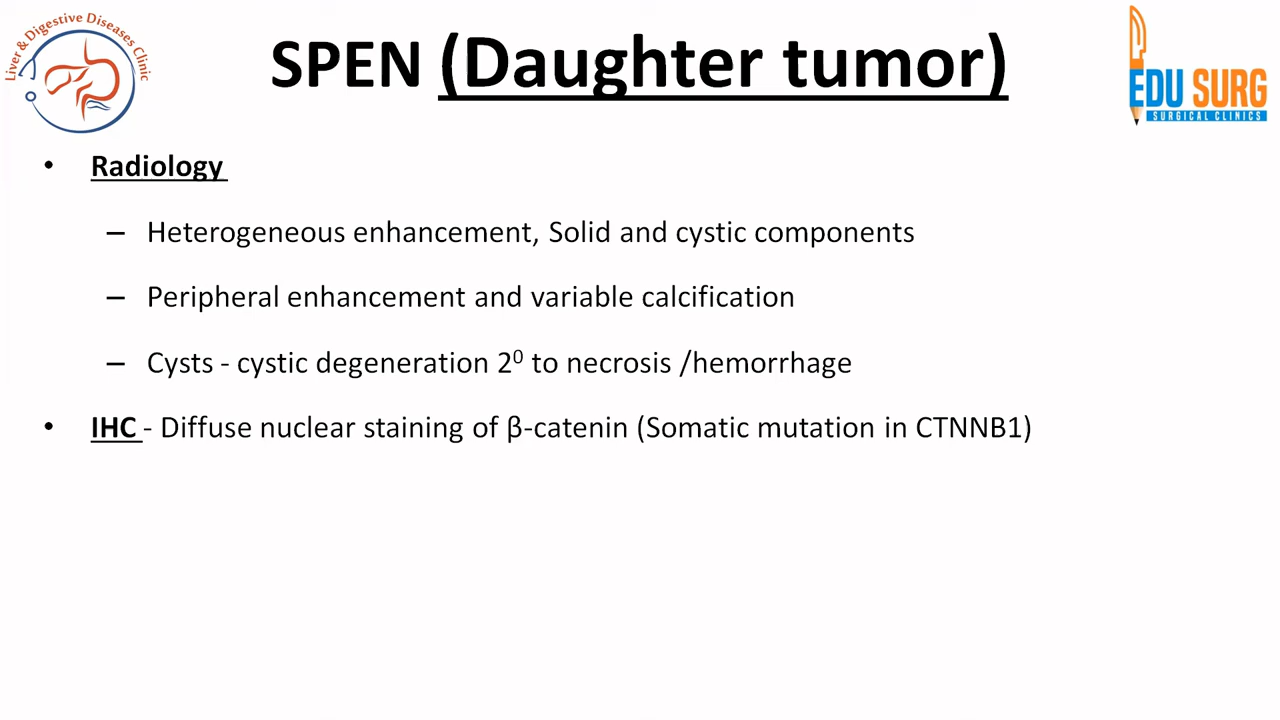 Liver & Digestive Diseases Clinic
SPEN (Daughter tumor)
EDU SURG
SURGICAL CLINICS
• Radiology
– Heterogeneous enhancement, Solid and cystic components
– Peripheral enhancement and variable calcification
– Cysts - cystic degeneration 2⁰ to necrosis /hemorrhage
• IHC - Diffuse nuclear staining of β-catenin (Somatic mutation in CTNNB1)